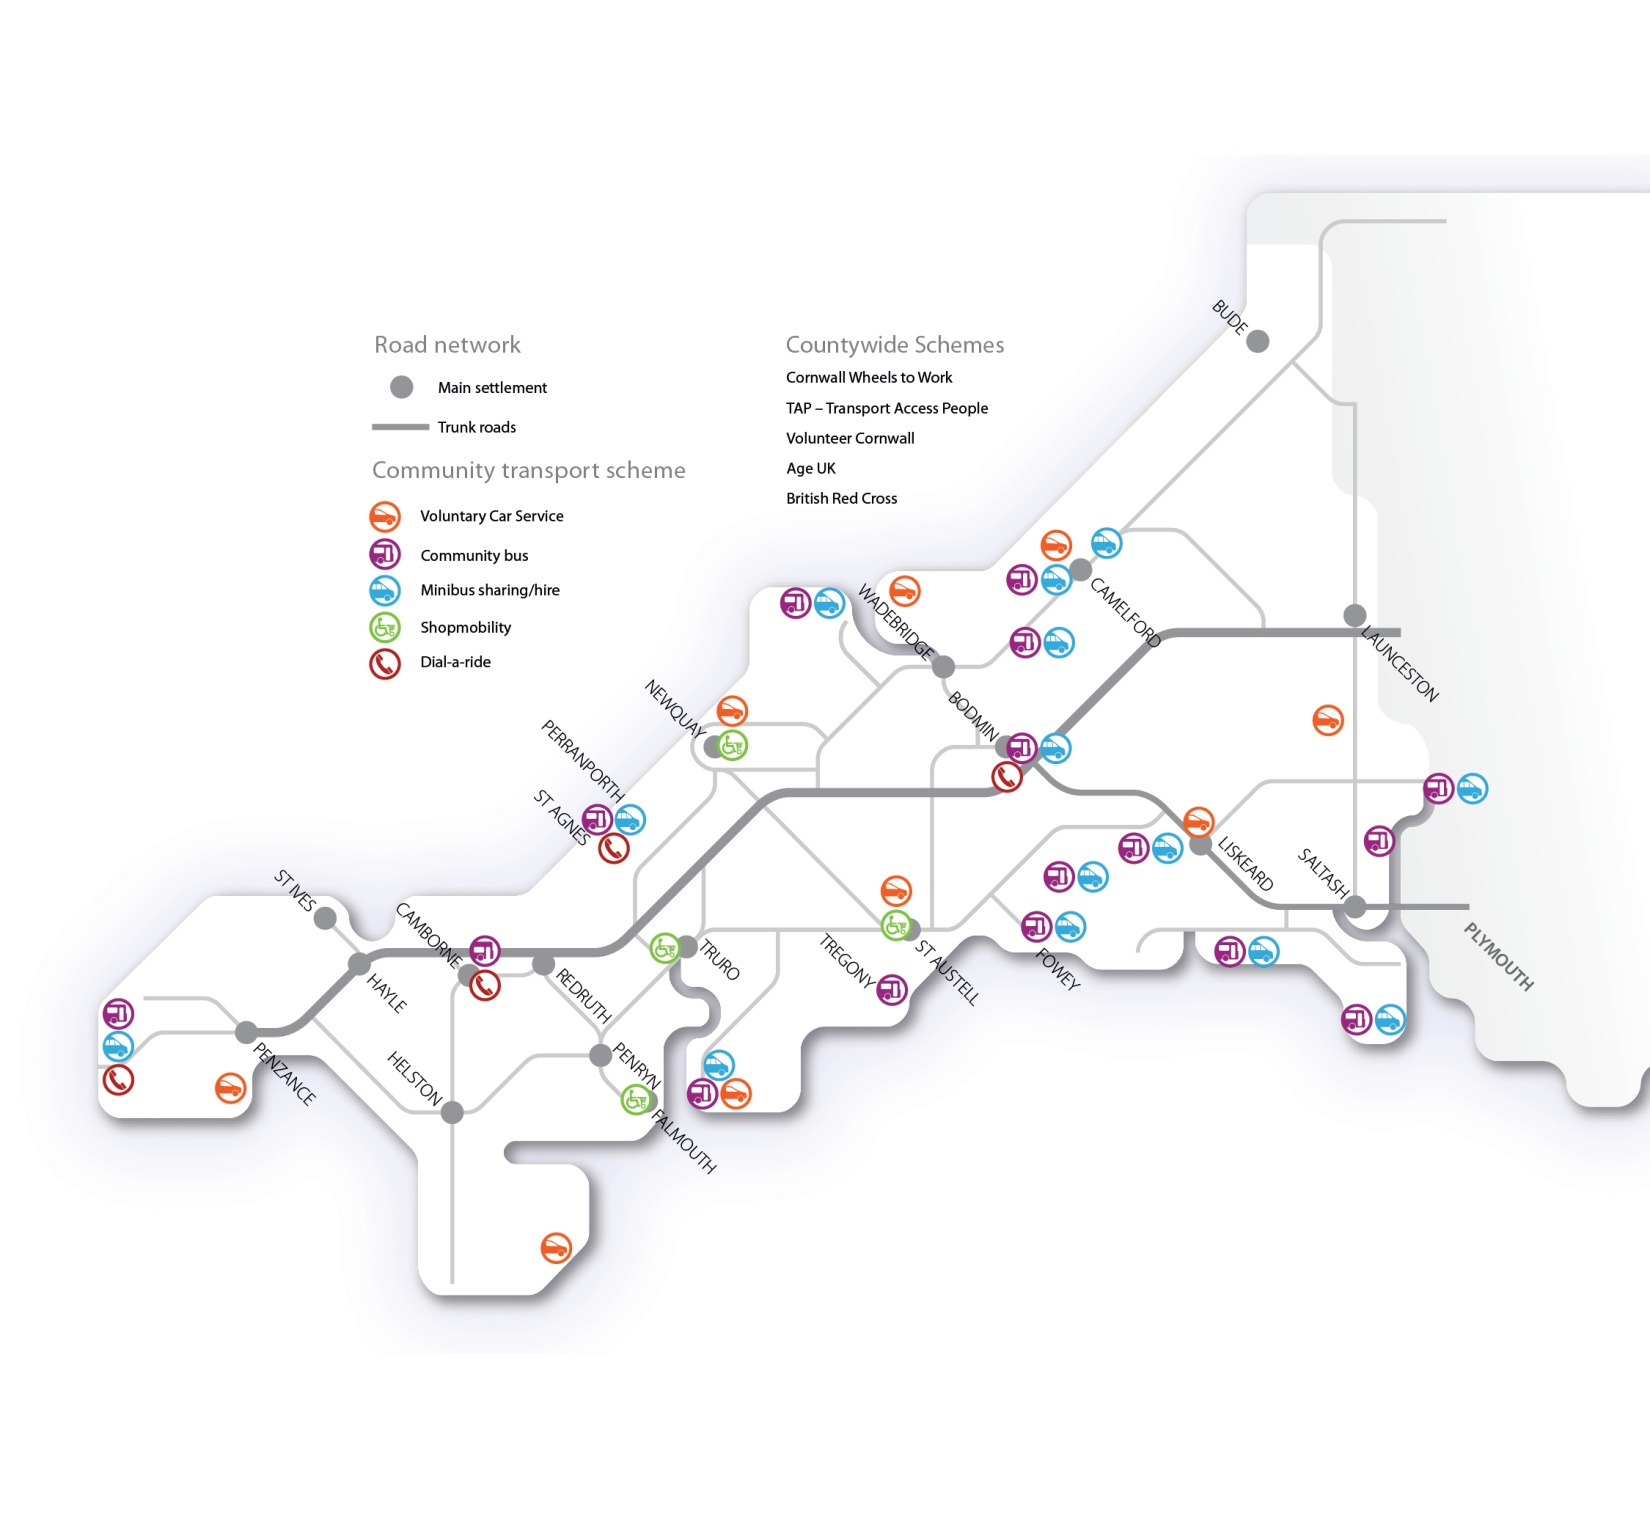 Road network
Main settlement
Trunk roads
Community transport scheme
Voluntary Car Service
Community bus
Minibus sharing/hire
Shopmobility
Dial-a-ride
Countywide Schemes
Cornwall Wheels to Work
TAP – Transport Access People
Volunteer Cornwall
Age UK
British Red Cross
BUDE
CAMELFORD
WADEBRIDGE
LAUNCESTON
BODMIN
NEWQUAY
PERRANPORTH
ST AGNES
LISKEARD
SALTASH
PLYMOUTH
ST IVES
CAMBORNE
HAYLE
REDRUTH
TRURO
TREGONY
ST AUSTELL
FOWEY
PENZANCE
HELSTON
PENRYN
FALMOUTH